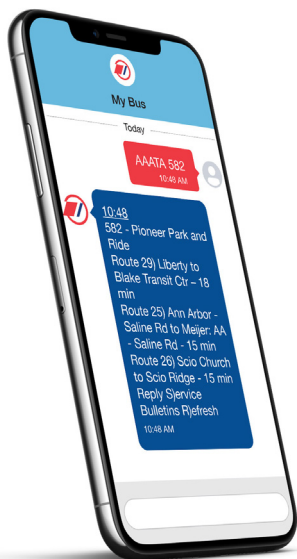 My Bus
Today
AAATA 582
10:48 AM
10:48
582 - Pioneer Park and
Ride
Route 29) Liberty to
Blake Transit Ctr – 18
min
Route 25) Ann Arbor -
Saline Rd to Meijer: AA
- Saline Rd - 15 min
Route 26) Scio Church
to Scio Ridge - 15 min
Reply S)ervice
Bulletins R)efresh
10:48 AM